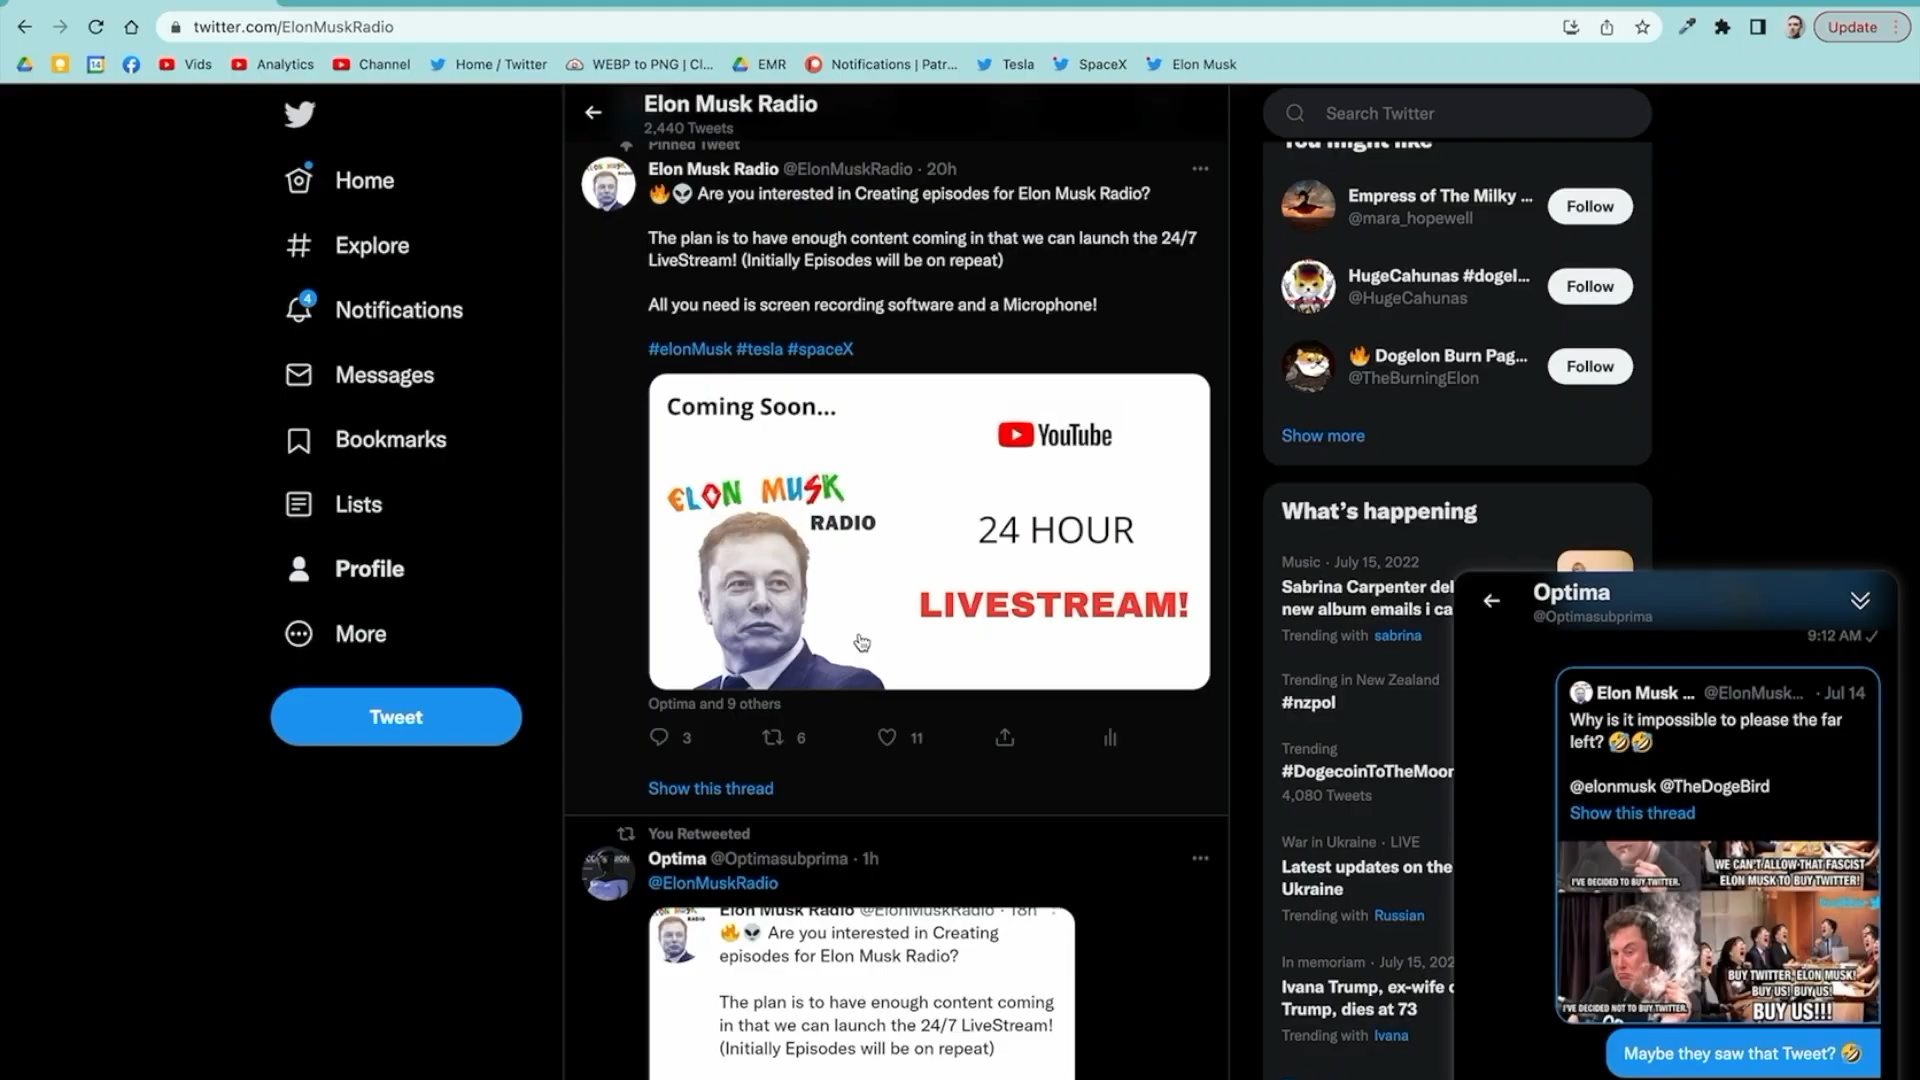 twitter.com/ElonMuskRadio
Update
14
Vids
Analytics
Channel
Home / Twitter
WEBP to PNG | Cl...
EMR
Notifications | Patr...
Tesla
SpaceX
Elon Musk
Home
Explore
4
Notifications
Messages
Bookmarks
Lists
Profile
More
Tweet
Elon Musk Radio
2,440 Tweets
Pinned Tweet
Elon Musk Radio @ElonMuskRadio · 20h
🔥👽 Are you interested in Creating episodes for Elon Musk Radio?
The plan is to have enough content coming in that we can launch the 24/7
LiveStream! (Initially Episodes will be on repeat)
All you need is screen recording software and a Microphone!
#elonMusk #tesla #spaceX
Coming Soon...
YouTube
ELON MUSK
RADIO
24 HOUR
LIVESTREAM!
Optima and 9 others
3
6
11
Show this thread
You Retweeted
Optima @Optimasubprima · 1h
@ElonMuskRadio
Elon Musk Radio @ElonMuskRadio · 18h
🔥👽 Are you interested in Creating
episodes for Elon Musk Radio?
The plan is to have enough content coming
in that we can launch the 24/7 LiveStream!
(Initially Episodes will be on repeat)
Search Twitter
You might like
Empress of The Milky ...
@mara_hopewell
Follow
HugeCahunas #dogel...
@HugeCahunas
Follow
🔥 Dogelon Burn Pag...
@TheBurningElon
Follow
Show more
What's happening
Music · July 15, 2022
Sabrina Carpenter del
new album emails i ca
Trending with sabrina
Trending in New Zealand
#nzpol
Trending
#DogecoinToTheMoon
4,080 Tweets
War in Ukraine · LIVE
Latest updates on the
Ukraine
Trending with Russian
In memoriam · July 15, 202
Ivana Trump, ex-wife o
Trump, dies at 73
Trending with Ivana
Optima
@Optimasubprima
9:12 AM ✓
Elon Musk ... @ElonMusk... · Jul 14
Why is it impossible to please the far
left? 🤣🤣
@elonmusk @TheDogeBird
Show this thread
I'VE DECIDED TO BUY TWITTER.
WE CAN'T ALLOW THAT FASCIST
ELON MUSK TO BUY TWITTER!
twitter
I'VE DECIDED NOT TO BUY TWITTER.
BUY TWITTER, ELON MUSK!
BUY US! BUY US!
BUY US!!!
Maybe they saw that Tweet? 🤣